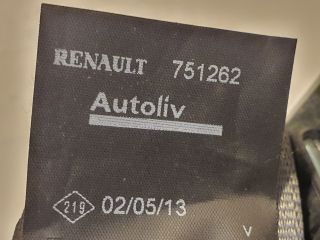 RENAULT 751262
Autoliv
219 02/05/13
V